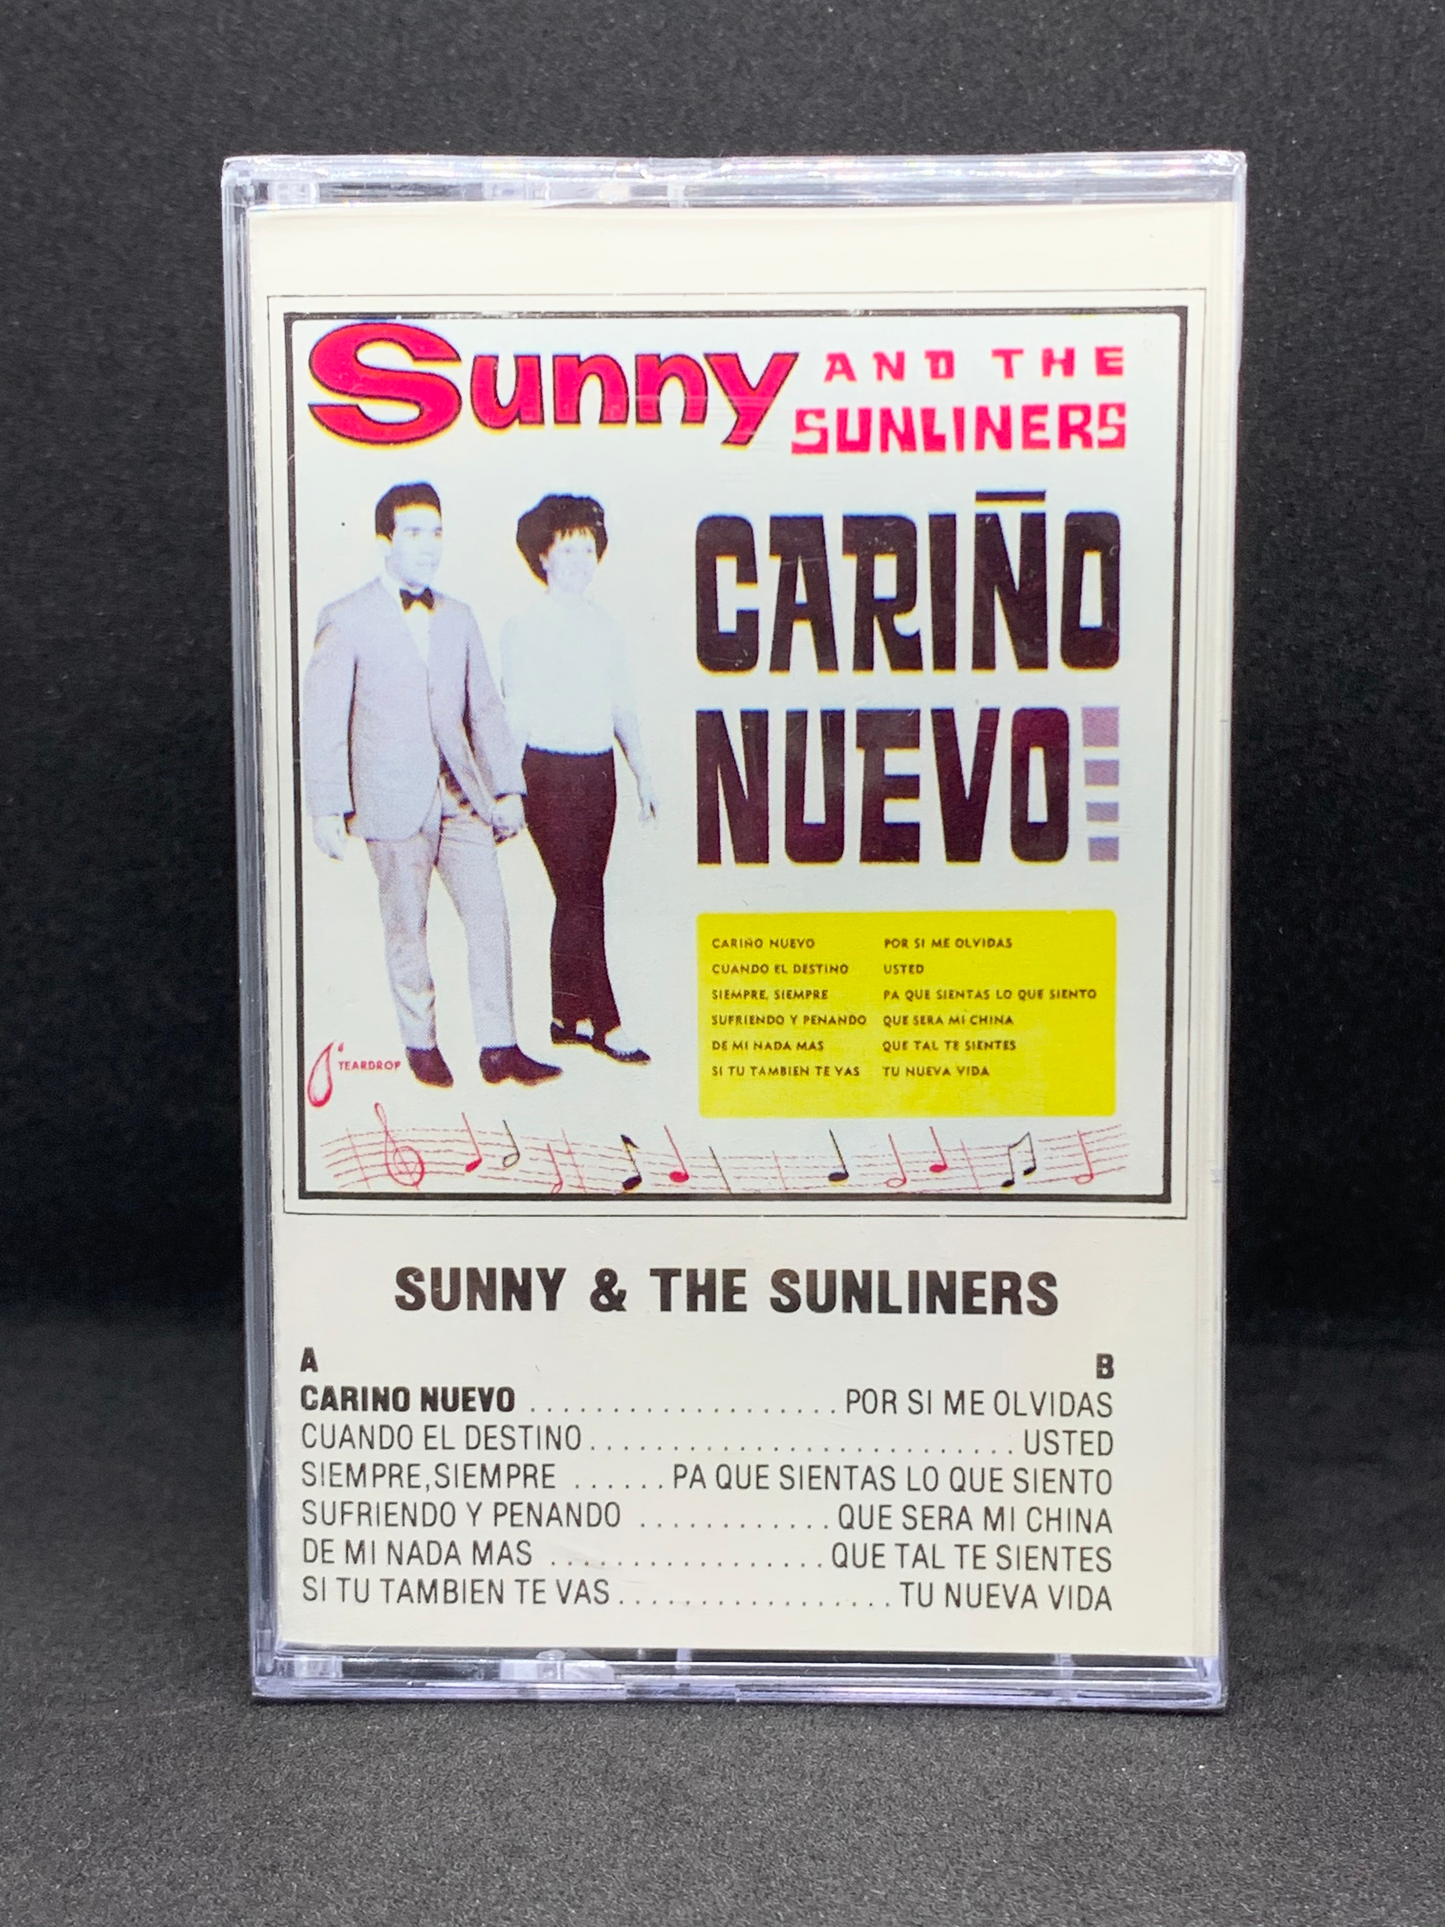 Sunny AND THE
SUNLINERS
CARIÑO
NUEVO
CARIÑO NUEVO POR SI ME OLVIDAS
CUANDO EL DESTINO USTED
SIEMPRE, SIEMPRE PA QUE SIENTAS LO QUE SIENTO
SUFRIENDO Y PENANDO QUE SERA MI CHINA
DE MI NADA MAS QUE TAL TE SIENTES
SI TU TAMBIEN TE VAS TU NUEVA VIDA
TEARDROP
SUNNY & THE SUNLINERS
A B
CARINO NUEVO ................... POR SI ME OLVIDAS
CUANDO EL DESTINO.......................... USTED
SIEMPRE,SIEMPRE ...... PA QUE SIENTAS LO QUE SIENTO
SUFRIENDO Y PENANDO ............ QUE SERA MI CHINA
DE MI NADA MAS ................. QUE TAL TE SIENTES
SI TU TAMBIEN TE VAS................. TU NUEVA VIDA